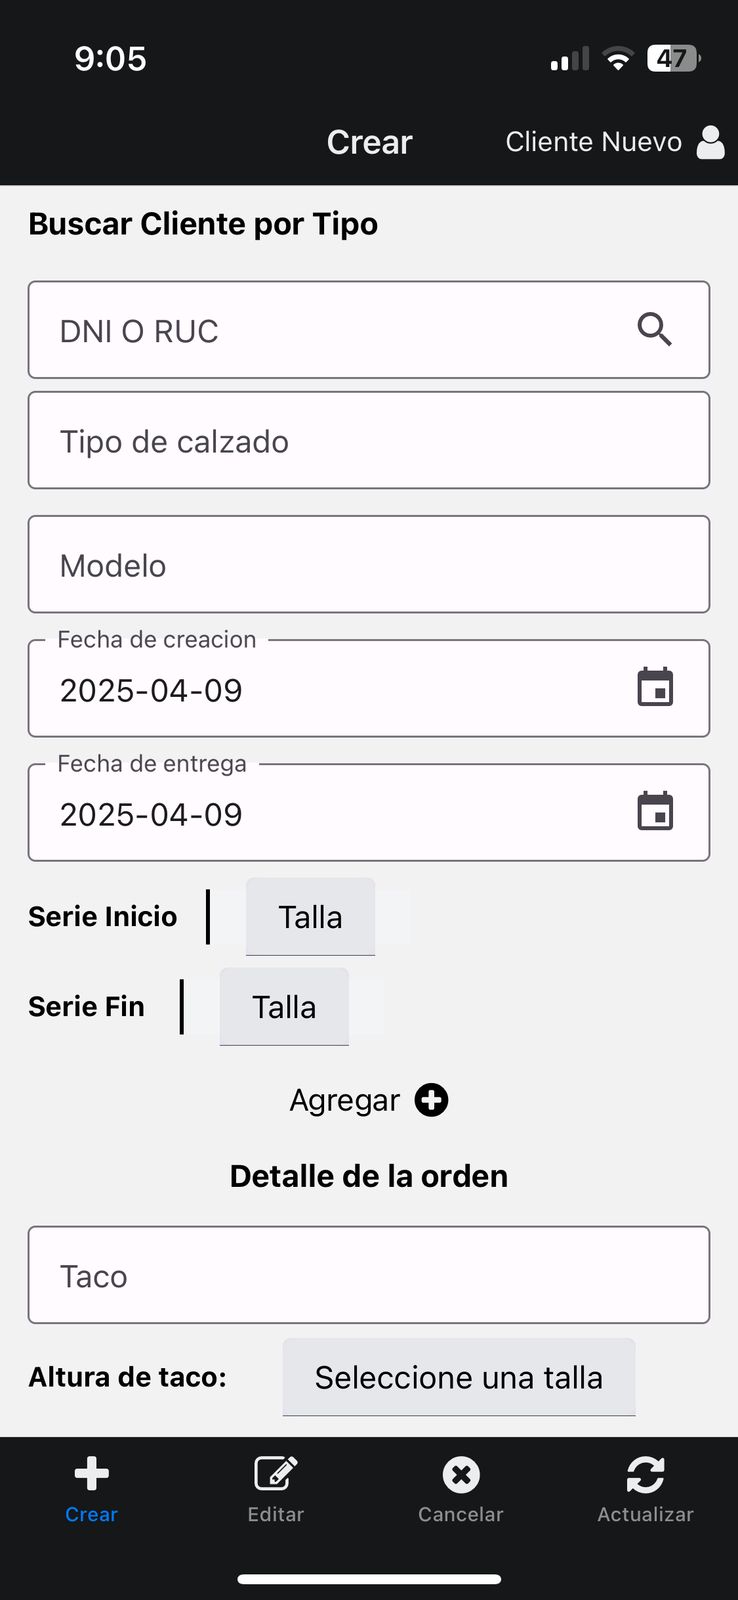 9:05
47
Crear
Cliente Nuevo
Buscar Cliente por Tipo
DNI O RUC
Tipo de calzado
Modelo
Fecha de creacion
2025-04-09
Fecha de entrega
2025-04-09
Serie Inicio Talla
Serie Fin Talla
Agregar
Detalle de la orden
Taco
Altura de taco: Seleccione una talla
Crear Editar Cancelar Actualizar